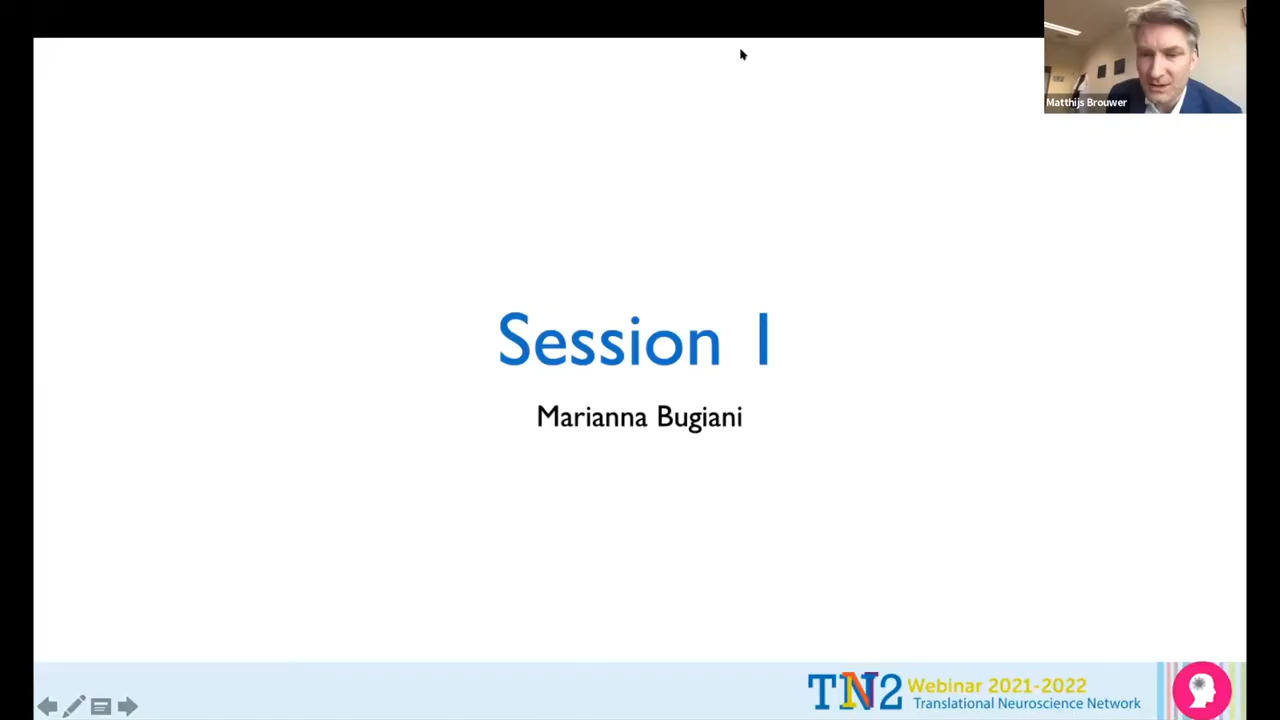 Matthijs Brouwer
Session 1
Marianna Bugiani
TN2 Webinar 2021-2022
Translational Neuroscience Network